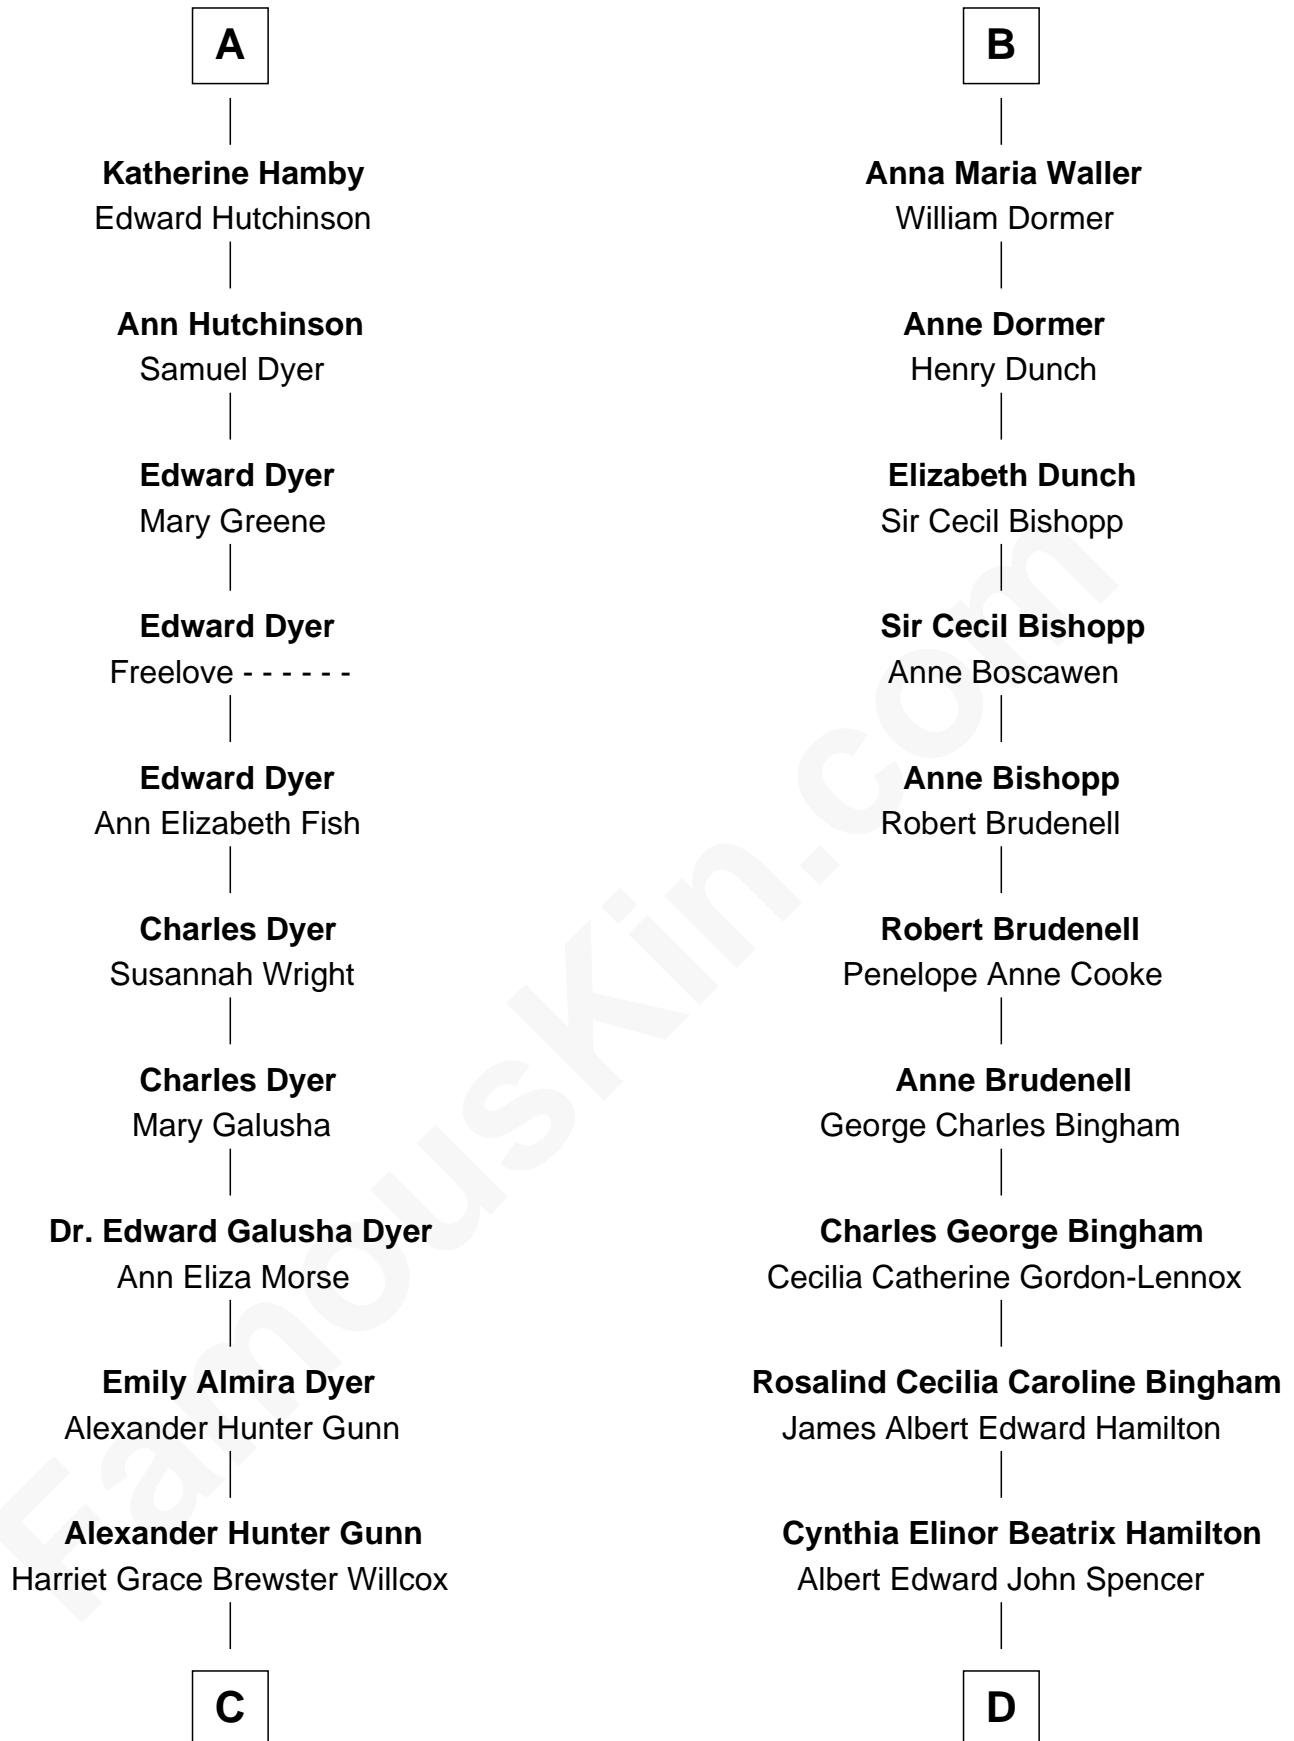 A
Katherine Hamby
Edward Hutchinson
Ann Hutchinson
Samuel Dyer
Edward Dyer
Mary Greene
Edward Dyer
Freelove - - - - - -
Edward Dyer
Ann Elizabeth Fish
Charles Dyer
Susannah Wright
Charles Dyer
Mary Galusha
Dr. Edward Galusha Dyer
Ann Eliza Morse
Emily Almira Dyer
Alexander Hunter Gunn
Alexander Hunter Gunn
Harriet Grace Brewster Willcox
C
B
Anna Maria Waller
William Dormer
Anne Dormer
Henry Dunch
Elizabeth Dunch
Sir Cecil Bishopp
Sir Cecil Bishopp
Anne Boscawen
Anne Bishopp
Robert Brudenell
Robert Brudenell
Penelope Anne Cooke
Anne Brudenell
George Charles Bingham
Charles George Bingham
Cecilia Catherine Gordon-Lennox
Rosalind Cecilia Caroline Bingham
James Albert Edward Hamilton
Cynthia Elinor Beatrix Hamilton
Albert Edward John Spencer
D
FamousKin.com